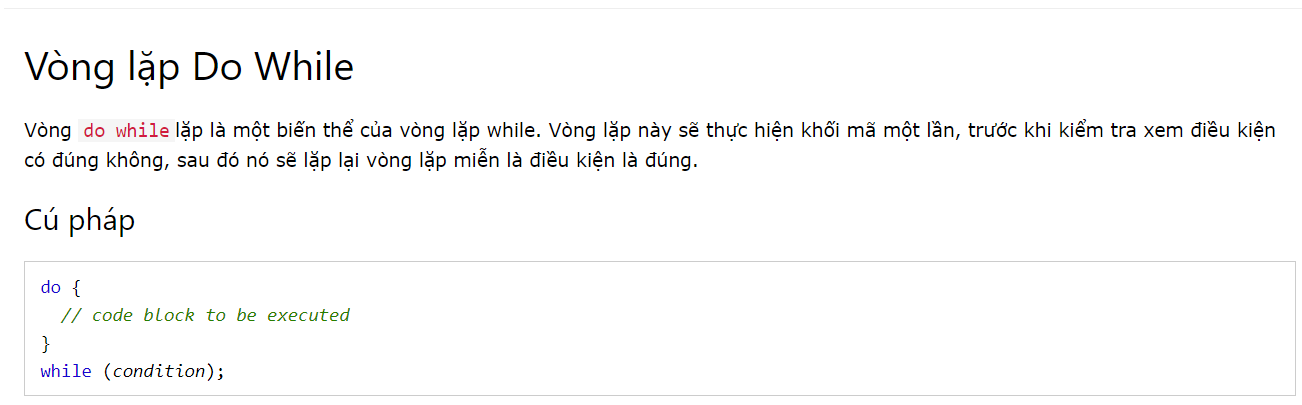 Vòng lặp Do While
Vòng do while lặp là một biến thể của vòng lặp while. Vòng lặp này sẽ thực hiện khối mã một lần, trước khi kiểm tra xem điều kiện
có đúng không, sau đó nó sẽ lặp lại vòng lặp miễn là điều kiện là đúng.
Cú pháp
do {
  // code block to be executed
}
while (condition);